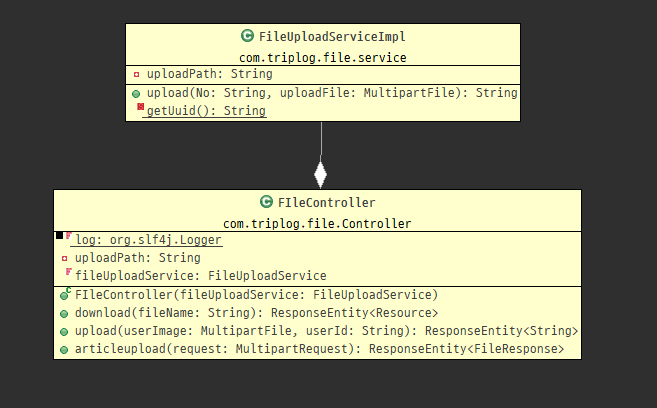 C FileUploadServiceImpl
com.triplog.file.service
uploadPath: String
upload(No: String, uploadFile: MultipartFile): String
getUuid(): String
C FIleController
com.triplog.file.Controller
F log: org.slf4j.Logger
uploadPath: String
F fileUploadService: FileUploadService
C FIleController(fileUploadService: FileUploadService)
download(fileName: String): ResponseEntity<Resource>
upload(userImage: MultipartFile, userId: String): ResponseEntity<String>
articleupload(request: MultipartRequest): ResponseEntity<FileResponse>